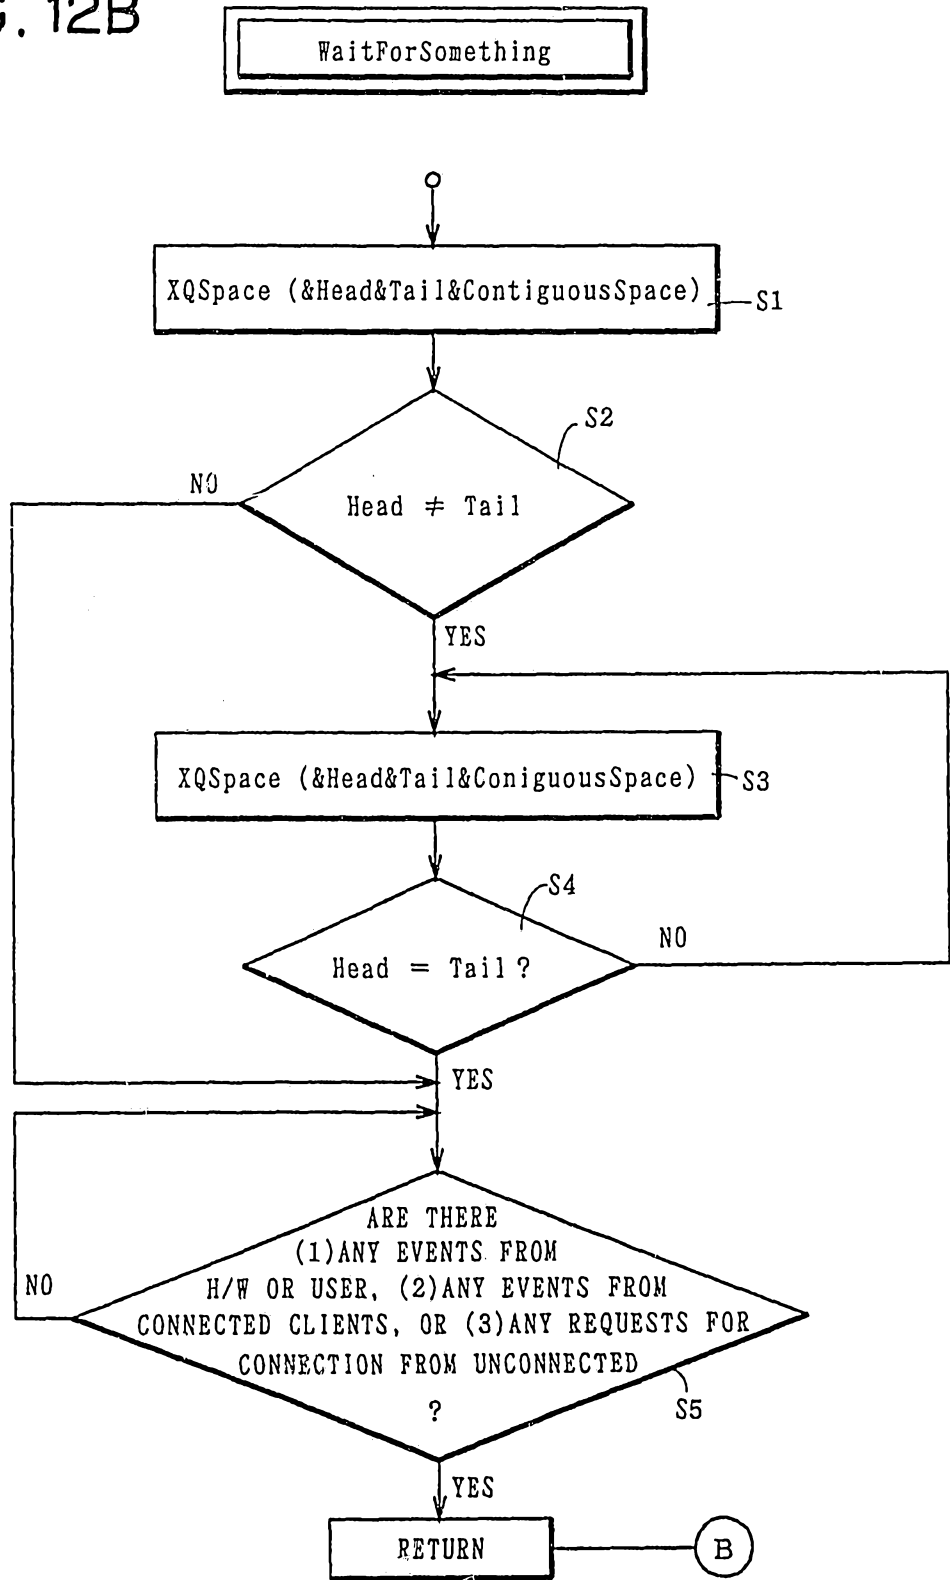 . 12B
WaitForSomething
XQSpace (&Head&Tail&ContiguousSpace)
S1
S2
NO
Head ≠ Tail
YES
XQSpace (&Head&Tail&ConiguousSpace)
S3
S4
NO
Head = Tail ?
YES
ARE THERE
(1)ANY EVENTS FROM
NO
H/W OR USER, (2)ANY EVENTS FROM
CONNECTED CLIENTS, OR (3)ANY REQUESTS FOR
CONNECTION FROM UNCONNECTED
?
S5
YES
RETURN
B